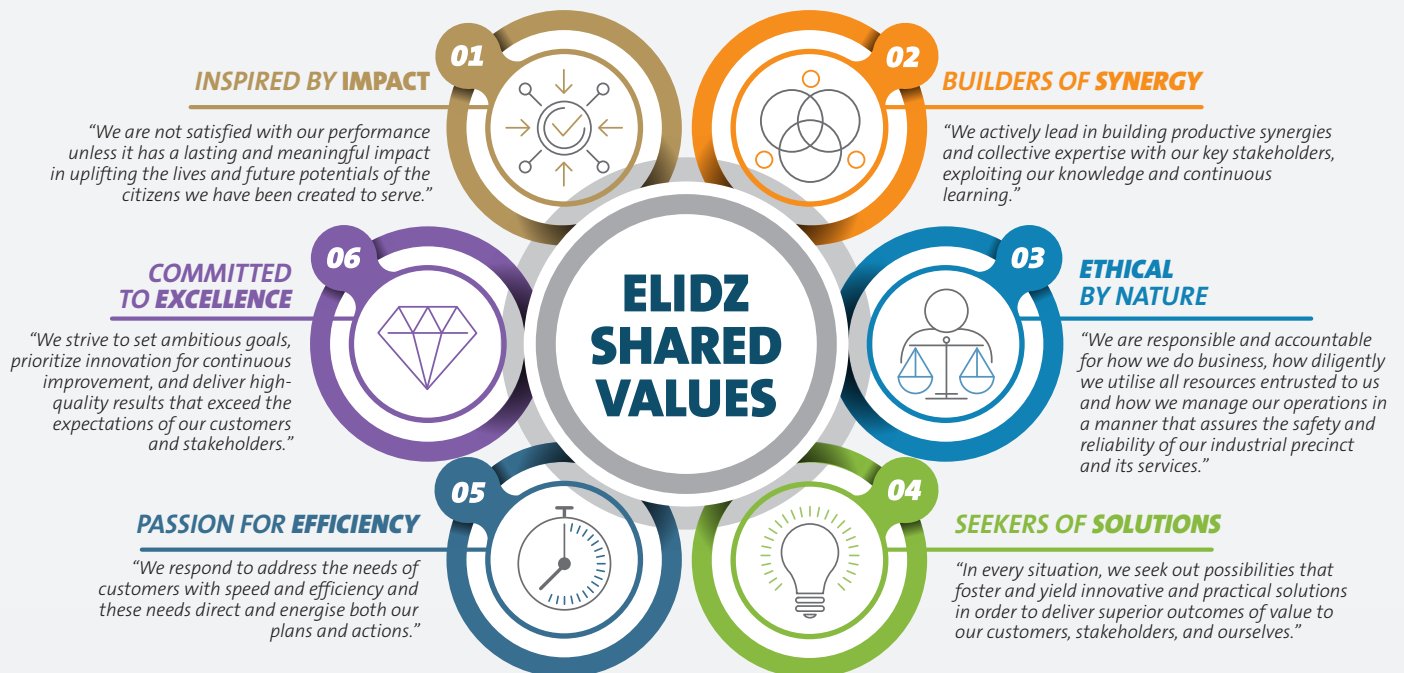 ELIDZ
SHARED
VALUES
01
INSPIRED BY IMPACT
“We are not satisfied with our performance
unless it has a lasting and meaningful impact
in uplifting the lives and future potentials of the
citizens we have been created to serve.”
02
BUILDERS OF SYNERGY
“We actively lead in building productive synergies
and collective expertise with our key stakeholders,
exploiting our knowledge and continuous
learning.”
03
ETHICAL
BY NATURE
“We are responsible and accountable
for how we do business, how diligently
we utilise all resources entrusted to us
and how we manage our operations in
a manner that assures the safety and
reliability of our industrial precinct
and its services.”
04
SEEKERS OF SOLUTIONS
“In every situation, we seek out possibilities that
foster and yield innovative and practical solutions
in order to deliver superior outcomes of value to
our customers, stakeholders, and ourselves.”
05
PASSION FOR EFFICIENCY
“We respond to address the needs of
customers with speed and efficiency and
these needs direct and energise both our
plans and actions.”
06
COMMITTED
TO EXCELLENCE
“We strive to set ambitious goals,
prioritize innovation for continuous
improvement, and deliver high-
quality results that exceed the
expectations of our customers
and stakeholders.”